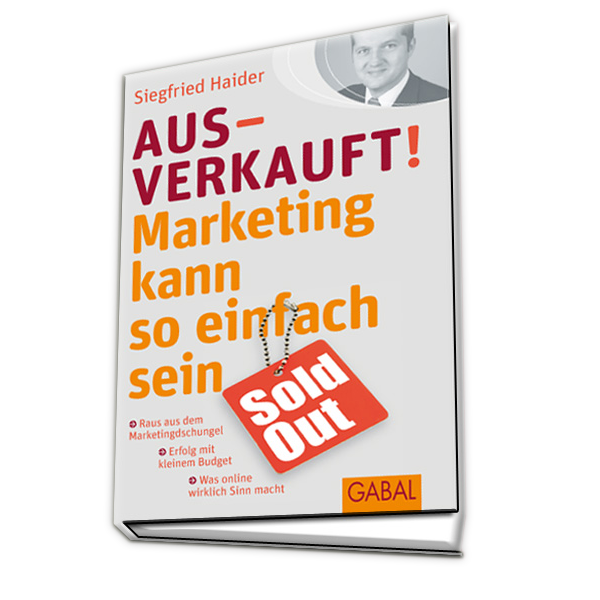 Siegfried Haider
AUS–
VERKAUFT!
Marketing
kann
so einfach
sein
Sold
Out
Raus aus dem
Marketingdschungel
Erfolg mit
kleinem Budget
Was online
wirklich Sinn macht
GABAL